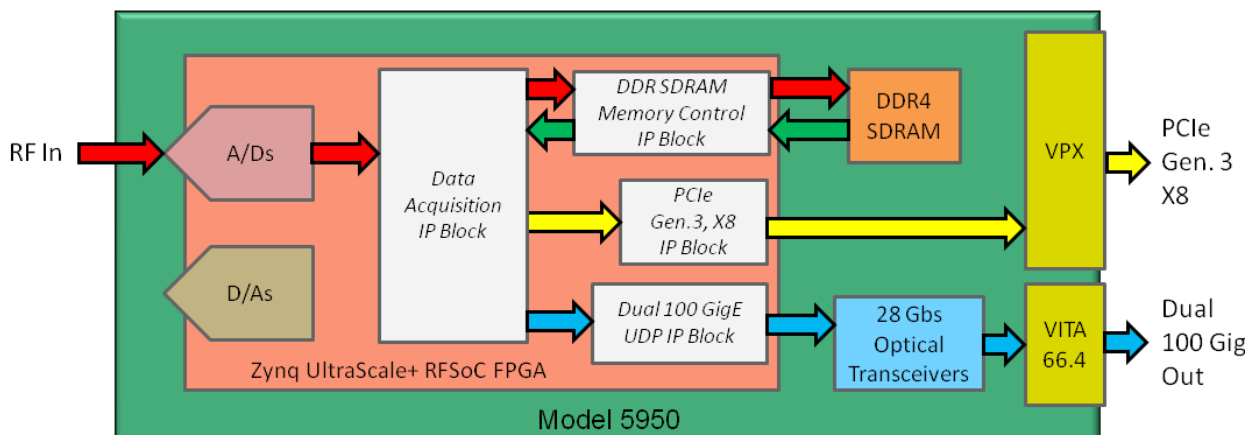 RF In
A/Ds
D/As
Data
Acquisition
IP Block
DDR SDRAM
Memory Control
IP Block
DDR4
SDRAM
PCIe
Gen.3, X8
IP Block
Dual 100 GigE
UDP IP Block
28 Gbs
Optical
Transceivers
VPX
PCIe
Gen. 3
X8
VITA
66.4
Dual
100 Gig
Out
Zynq UltraScale+ RFSoC FPGA
Model 5950